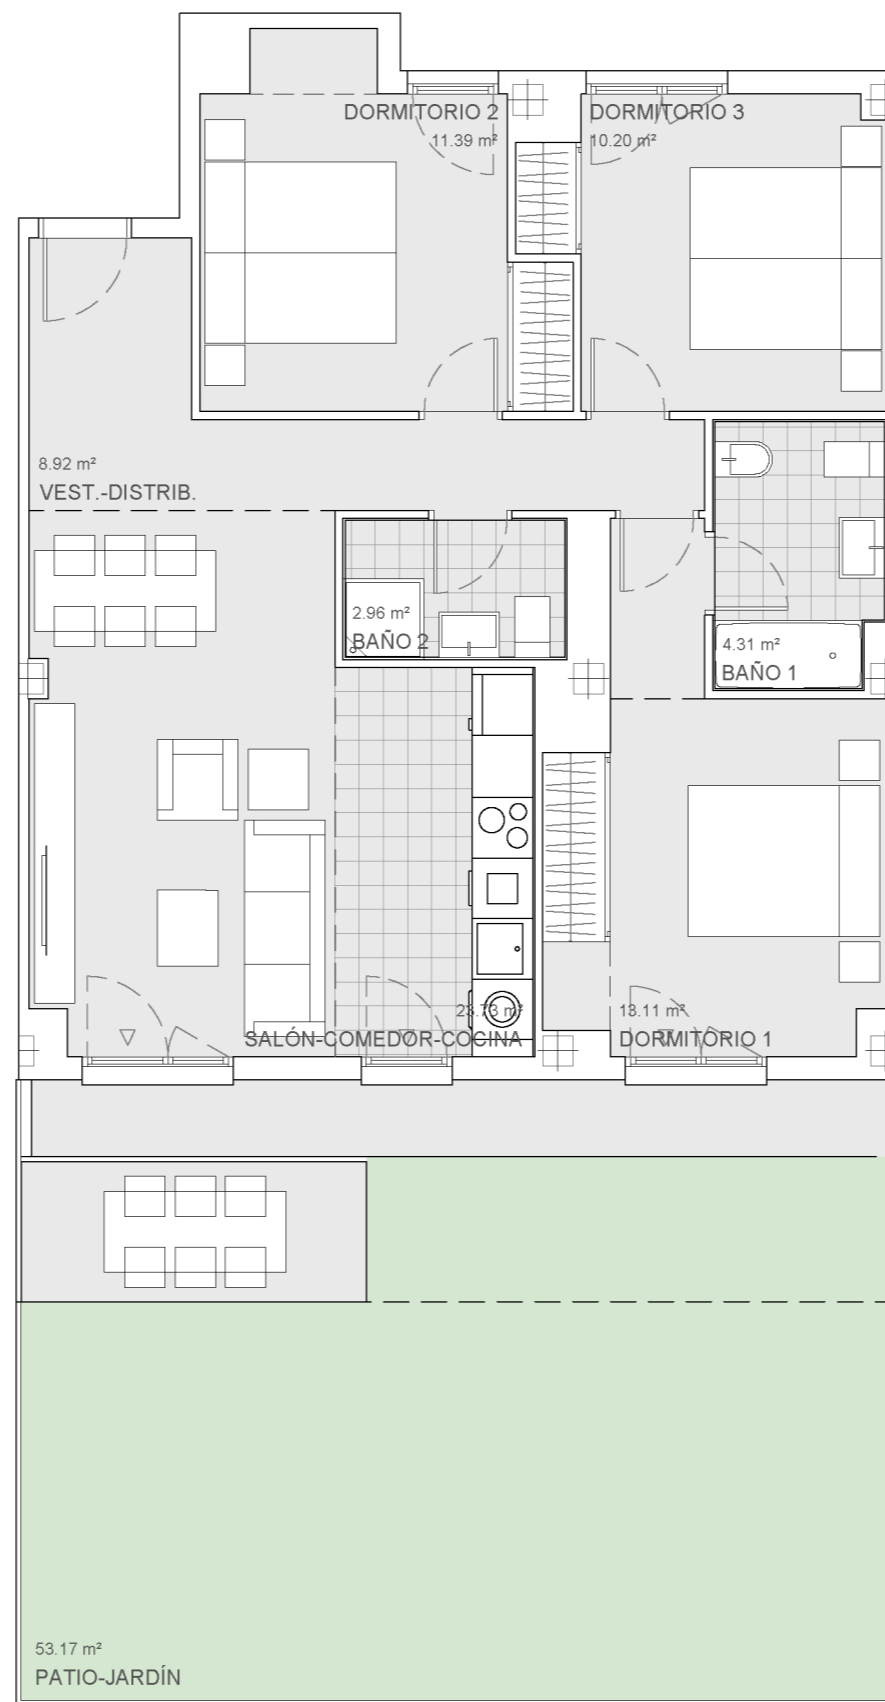 DORMITORIO 2
11.39 m²
DORMITORIO 3
10.20 m²
8.92 m²
VEST.-DISTRIB.
2.96 m²
BAÑO 2
4.31 m²
BAÑO 1
23.73 m²
SALÓN-COMEDOR-COCINA
13.11 m²
DORMITORIO 1
53.17 m²
PATIO-JARDÍN